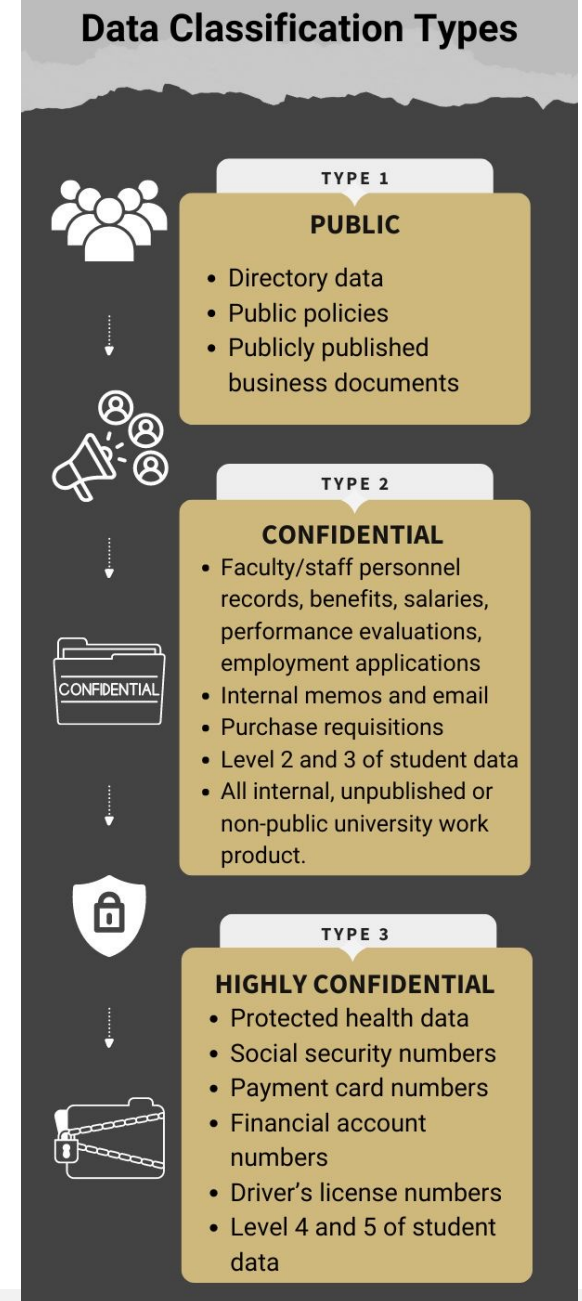 Data Classification Types
TYPE 1
PUBLIC
• Directory data
• Public policies
• Publicly published
business documents
TYPE 2
CONFIDENTIAL
• Faculty/staff personnel
records, benefits, salaries,
performance evaluations,
employment applications
• Internal memos and email
• Purchase requisitions
• Level 2 and 3 of student data
• All internal, unpublished or
non-public university work
product.
CONFIDENTIAL
TYPE 3
HIGHLY CONFIDENTIAL
• Protected health data
• Social security numbers
• Payment card numbers
• Financial account
numbers
• Driver’s license numbers
• Level 4 and 5 of student
data